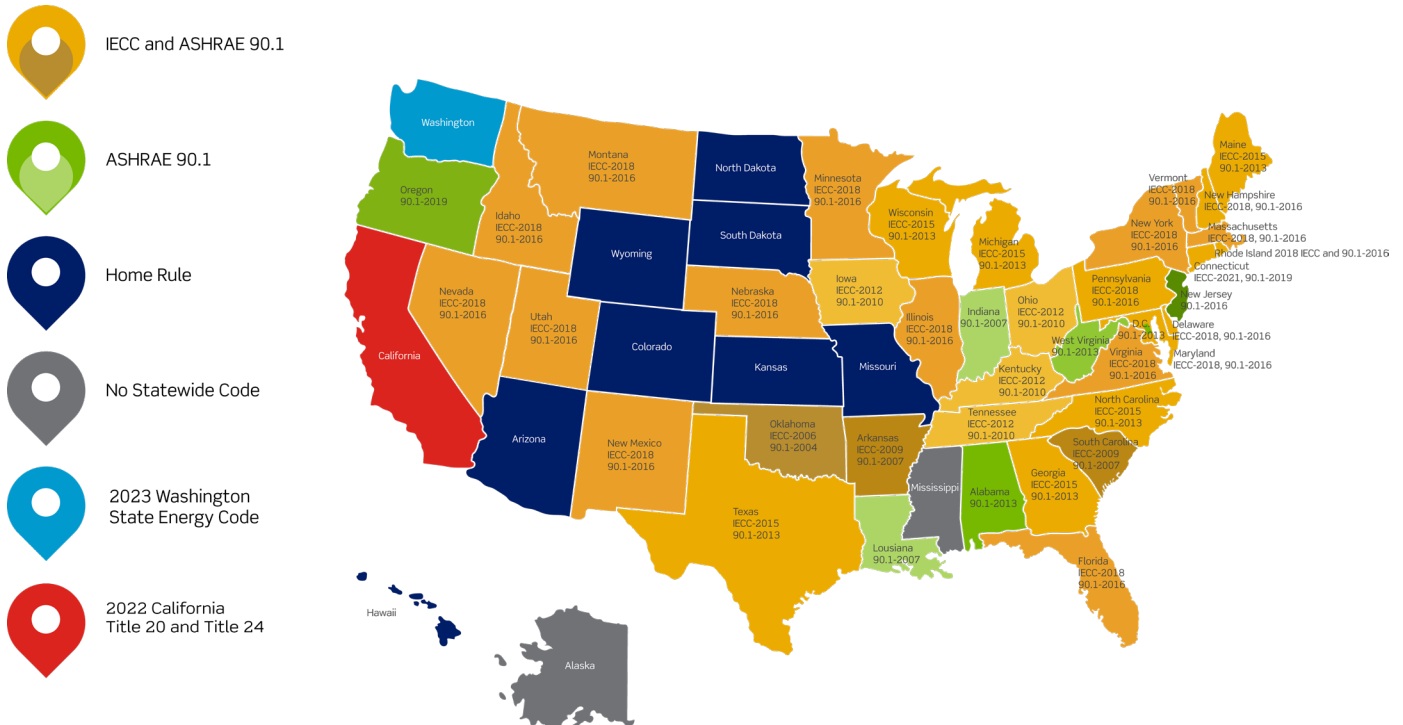 IECC and ASHRAE 90.1
ASHRAE 90.1
Home Rule
No Statewide Code
2023 Washington
State Energy Code
2022 California
Title 20 and Title 24
Washington
Oregon
90.1-2019
California
Nevada
IECC-2018
90.1-2016
Idaho
IECC-2018
90.1-2016
Montana
IECC-2018
90.1-2016
Wyoming
Utah
IECC-2018
90.1-2016
Colorado
Arizona
New Mexico
IECC-2018
90.1-2016
North Dakota
South Dakota
Nebraska
IECC-2018
90.1-2016
Kansas
Oklahoma
IECC-2006
90.1-2004
Texas
IECC-2015
90.1-2013
Minnesota
IECC-2018
90.1-2016
Iowa
IECC-2012
90.1-2010
Missouri
Arkansas
IECC-2009
90.1-2007
Lousiana
90.1-2007
Wisconsin
IECC-2015
90.1-2013
Illinois
IECC-2018
90.1-2016
Michigan
IECC-2015
90.1-2013
Indiana
90.1-2007
Ohio
IECC-2012
90.1-2010
Kentucky
IECC-2012
90.1-2010
Tennessee
IECC-2012
90.1-2010
Mississippi
Alabama
90.1-2013
Georgia
IECC-2015
90.1-2013
Florida
IECC-2018
90.1-2016
South Carolina
IECC-2009
90.1-2007
North Carolina
IECC-2015
90.1-2013
Virginia
IECC-2018
90.1-2016
West Virginia
90.1-2013
D.C.
90.1-2013
Pennsylvania
IECC-2018
90.1-2016
New York
IECC-2018
90.1-2016
Vermont
IECC-2018
90.1-2016
Maine
IECC-2015
90.1-2013
New Hampshire
IECC-2018, 90.1-2016
Massachusetts
IECC-2018, 90.1-2016
Rhode Island 2018 IECC and 90.1-2016
Connecticut
IECC-2021, 90.1-2019
New Jersey
90.1-2016
Delaware
IECC-2018, 90.1-2016
Maryland
IECC-2018, 90.1-2016
Hawaii
Alaska